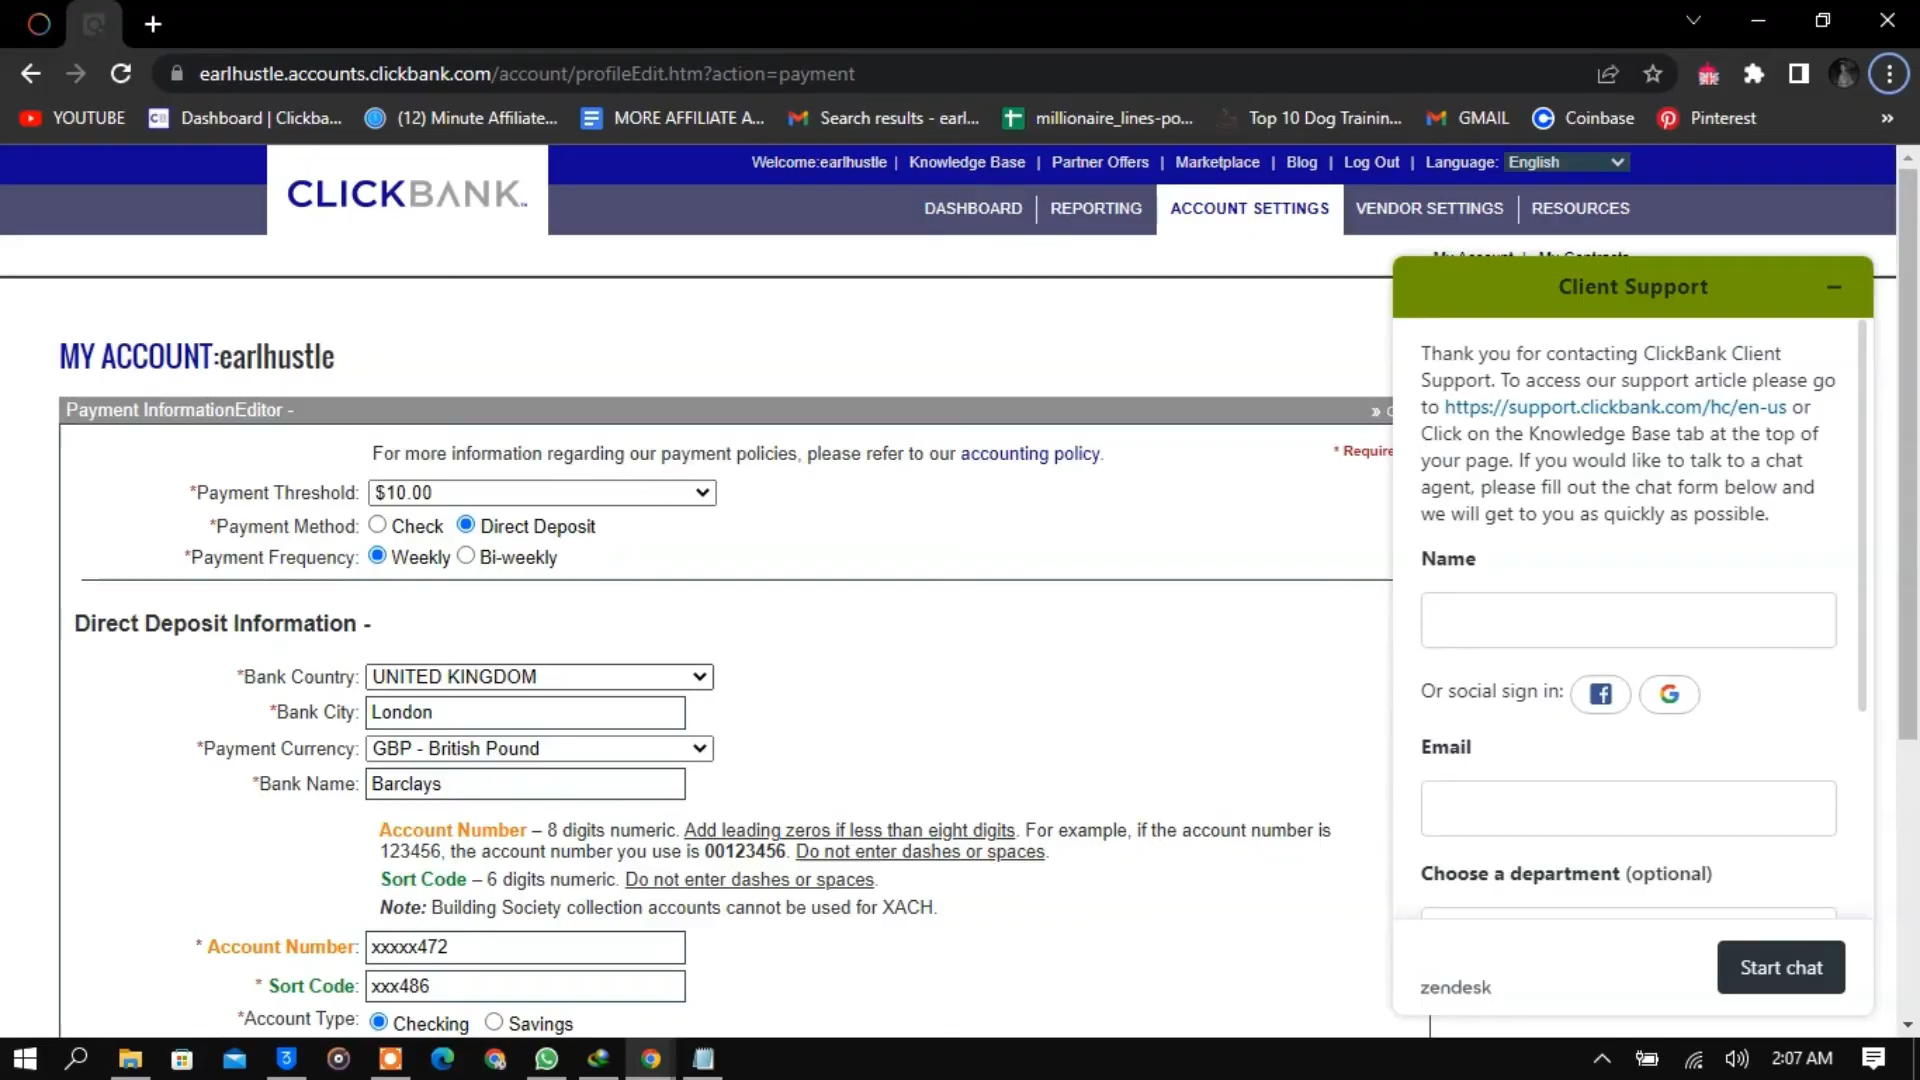 earlhustle.accounts.clickbank.com/account/profileEdit.htm?action=payment
YOUTUBE
CB Dashboard | Clickba...
(12) Minute Affiliate...
MORE AFFILIATE A...
Search results - earl...
millionaire_lines-po...
Top 10 Dog Trainin...
GMAIL
Coinbase
Pinterest
»
Welcome:earlhustle | Knowledge Base | Partner Offers | Marketplace | Blog | Log Out | Language: English
CLICKBANK
DASHBOARD | REPORTING ACCOUNT SETTINGS VENDOR SETTINGS | RESOURCES
My Account | My Contracts
MY ACCOUNT:earlhustle
Payment InformationEditor -
For more information regarding our payment policies, please refer to our accounting policy.
* Require
*Payment Threshold: $10.00
*Payment Method: Check Direct Deposit
*Payment Frequency: Weekly Bi-weekly
Direct Deposit Information -
*Bank Country: UNITED KINGDOM
*Bank City: London
*Payment Currency: GBP - British Pound
*Bank Name: Barclays
Account Number – 8 digits numeric. Add leading zeros if less than eight digits. For example, if the account number is
123456, the account number you use is 00123456. Do not enter dashes or spaces.
Sort Code – 6 digits numeric. Do not enter dashes or spaces.
Note: Building Society collection accounts cannot be used for XACH.
* Account Number: xxxxx472
* Sort Code: xxx486
*Account Type: Checking Savings
Client Support
Thank you for contacting ClickBank Client
Support. To access our support article please go
to https://support.clickbank.com/hc/en-us or
Click on the Knowledge Base tab at the top of
your page. If you would like to talk to a chat
agent, please fill out the chat form below and
we will get to you as quickly as possible.
Name
Or social sign in:
Email
Choose a department (optional)
Start chat
zendesk
2:07 AM